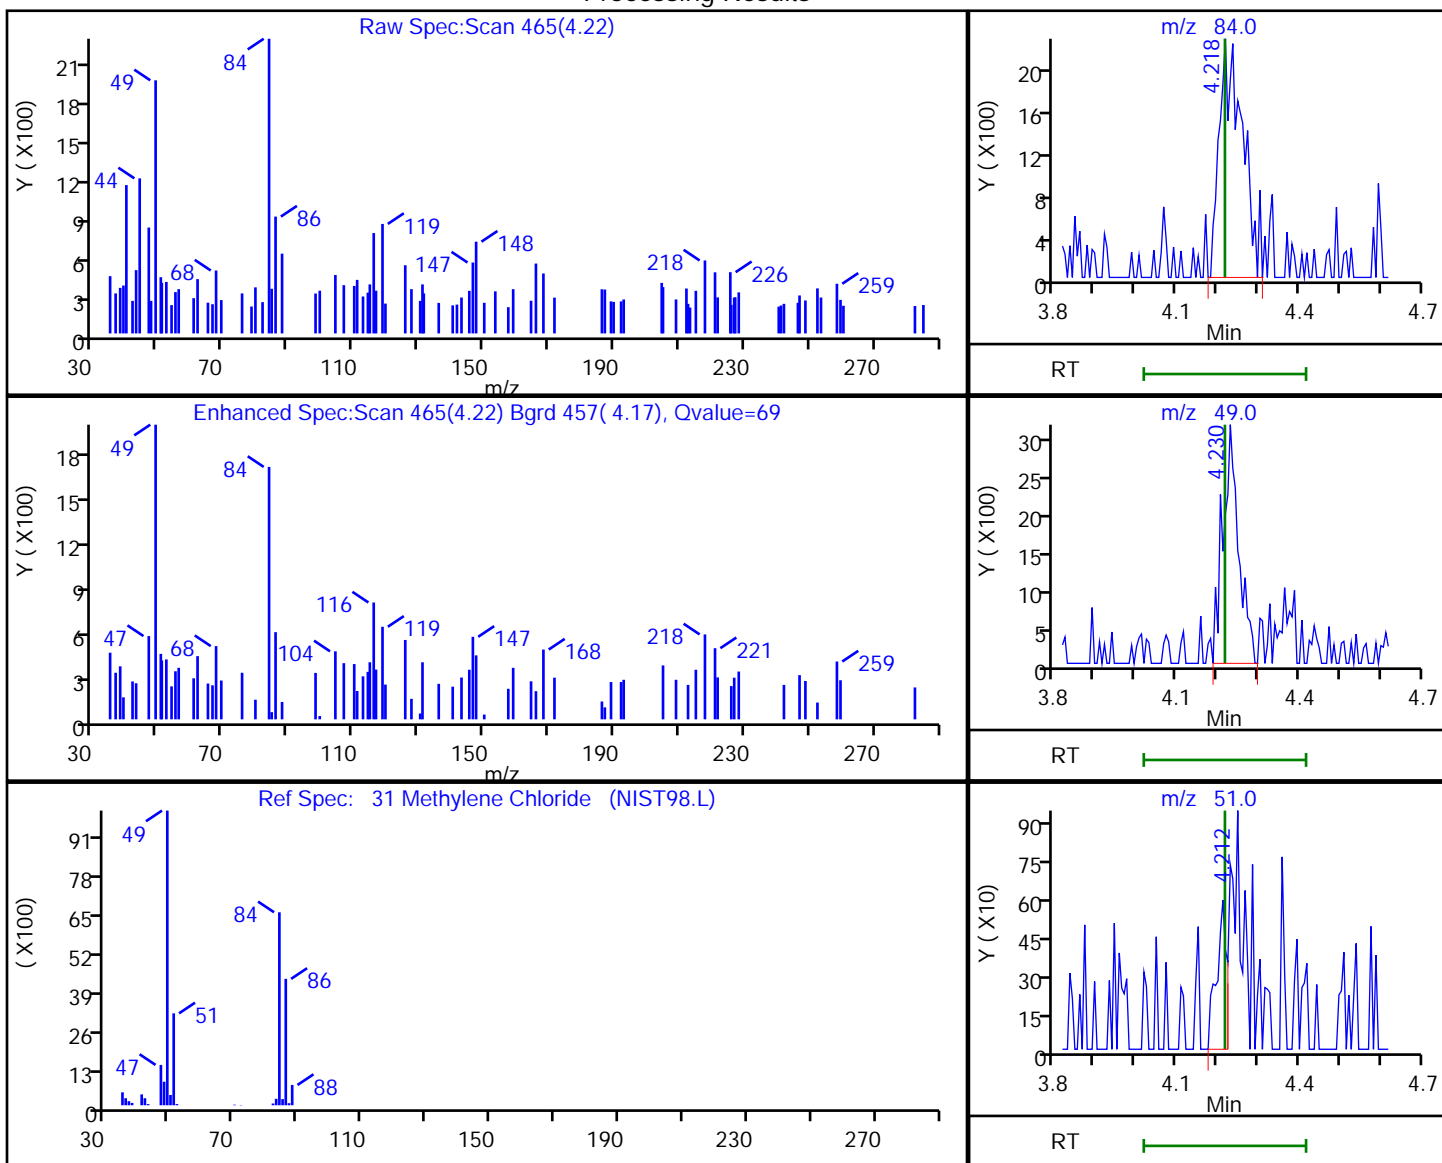 Processing Results
Raw Spec:Scan 465(4.22)
Y ( X100)
21
18
15
12
9
6
3
0
84
49
44
86
119
148
147
68
218
226
259
30 70 110 150 190 230 270
m/z
m/z 84.0
Y ( X100)
20
16
12
8
4
0
4.218
3.8 4.1 4.4 4.7
Min
RT
Enhanced Spec:Scan 465(4.22) Bgrd 457( 4.17), Qvalue=69
Y ( X100)
18
15
12
9
6
3
0
49
84
116
119
47
68
104
147
168
218
221
259
30 70 110 150 190 230 270
m/z
m/z 49.0
Y ( X100)
30
25
20
15
10
5
0
4.230
3.8 4.1 4.4 4.7
Min
RT
Ref Spec: 31 Methylene Chloride (NIST98.L)
( X100)
91
78
65
52
39
26
13
0
49
84
86
51
47
88
30 70 110 150 190 230 270
m/z 51.0
Y ( X10)
90
75
60
45
30
15
0
4.212
3.8 4.1 4.4 4.7
Min
RT